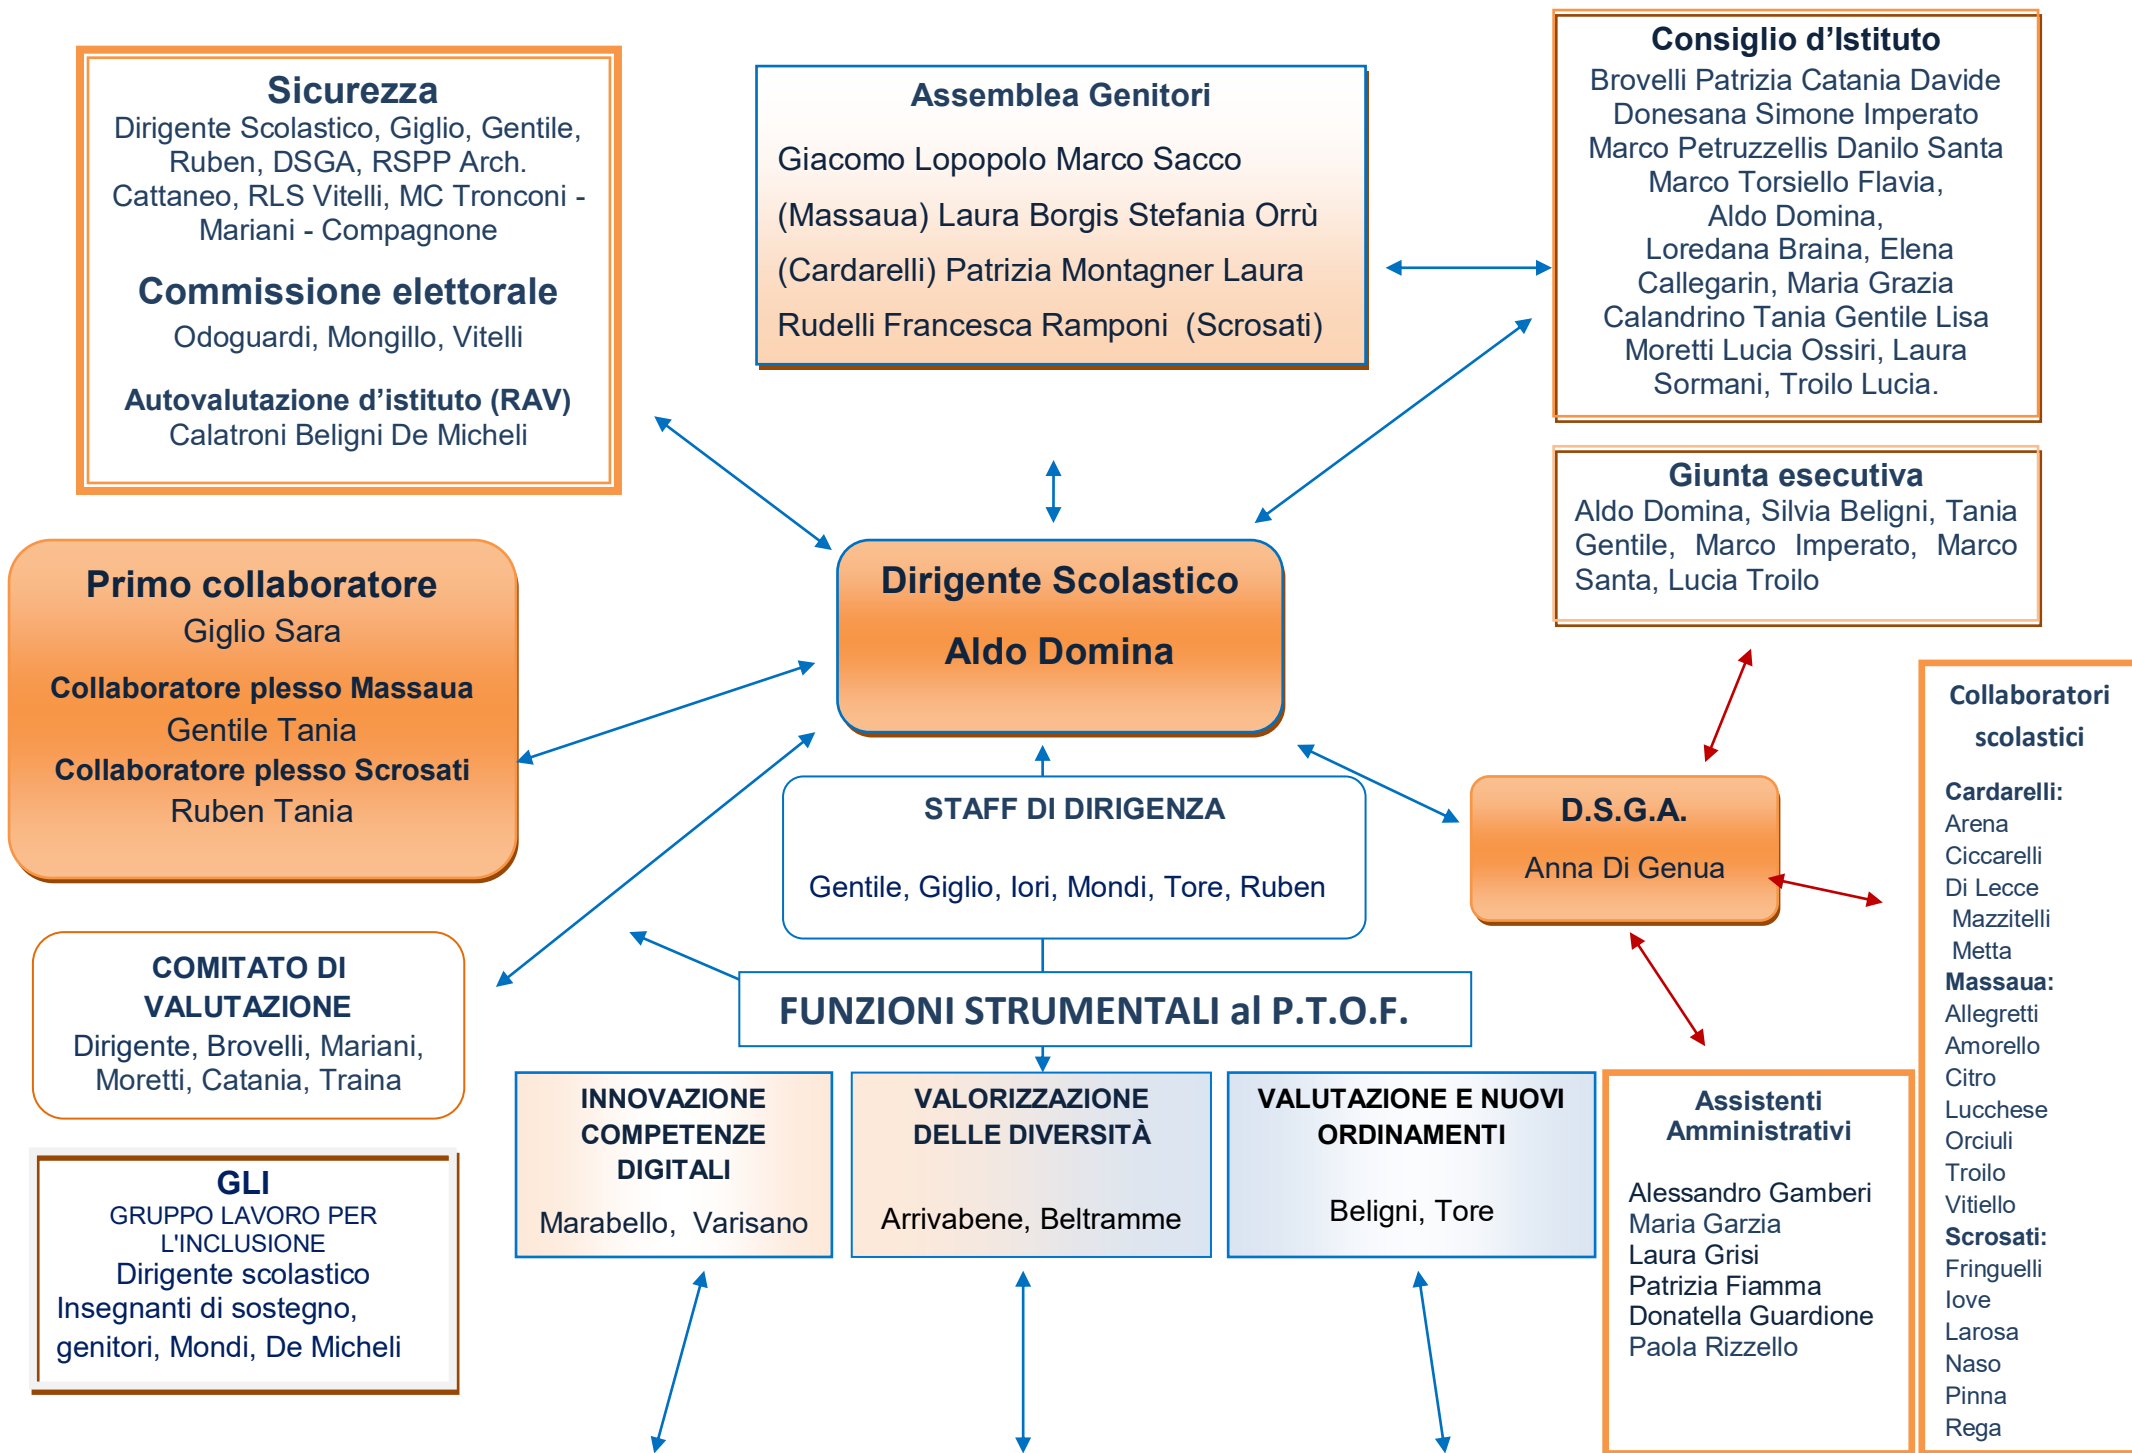 Sicurezza
Dirigente Scolastico, Giglio, Gentile,
Ruben, DSGA, RSPP Arch.
Cattaneo, RLS Vitelli, MC Tronconi -
Mariani - Compagnone
Commissione elettorale
Odoguardi, Mongillo, Vitelli
Autovalutazione d’istituto (RAV)
Calatroni Beligni De Micheli
Assemblea Genitori
Giacomo Lopopolo Marco Sacco
(Massaua) Laura Borgis Stefania Orrù
(Cardarelli) Patrizia Montagner Laura
Rudelli Francesca Ramponi (Scrosati)
Consiglio d’Istituto
Brovelli Patrizia Catania Davide
Donesana Simone Imperato
Marco Petruzzellis Danilo Santa
Marco Torsiello Flavia,
Aldo Domina,
Loredana Braina, Elena
Callegarin, Maria Grazia
Calandrino Tania Gentile Lisa
Moretti Lucia Ossiri, Laura
Sormani, Troilo Lucia.
Giunta esecutiva
Aldo Domina, Silvia Beligni, Tania
Gentile, Marco Imperato, Marco
Santa, Lucia Troilo
Primo collaboratore
Giglio Sara
Collaboratore plesso Massaua
Gentile Tania
Collaboratore plesso Scrosati
Ruben Tania
Dirigente Scolastico
Aldo Domina
STAFF DI DIRIGENZA
Gentile, Giglio, Iori, Mondi, Tore, Ruben
D.S.G.A.
Anna Di Genua
Collaboratori
scolastici
Cardarelli:
Arena
Ciccarelli
Di Lecce
Mazzitelli
Metta
Massaua:
Allegretti
Amorello
Citro
Lucchese
Orciuli
Troilo
Vitiello
Scrosati:
Fringuelli
Iove
Larosa
Naso
Pinna
Rega
COMITATO DI
VALUTAZIONE
Dirigente, Brovelli, Mariani,
Moretti, Catania, Traina
FUNZIONI STRUMENTALI al P.T.O.F.
GLI
GRUPPO LAVORO PER
L'INCLUSIONE
Dirigente scolastico
Insegnanti di sostegno,
genitori, Mondi, De Micheli
INNOVAZIONE
COMPETENZE
DIGITALI
Marabello, Varisano
VALORIZZAZIONE
DELLE DIVERSITÀ
Arrivabene, Beltramme
VALUTAZIONE E NUOVI
ORDINAMENTI
Beligni, Tore
Assistenti
Amministrativi
Alessandro Gamberi
Maria Garzia
Laura Grisi
Patrizia Fiamma
Donatella Guardione
Paola Rizzello